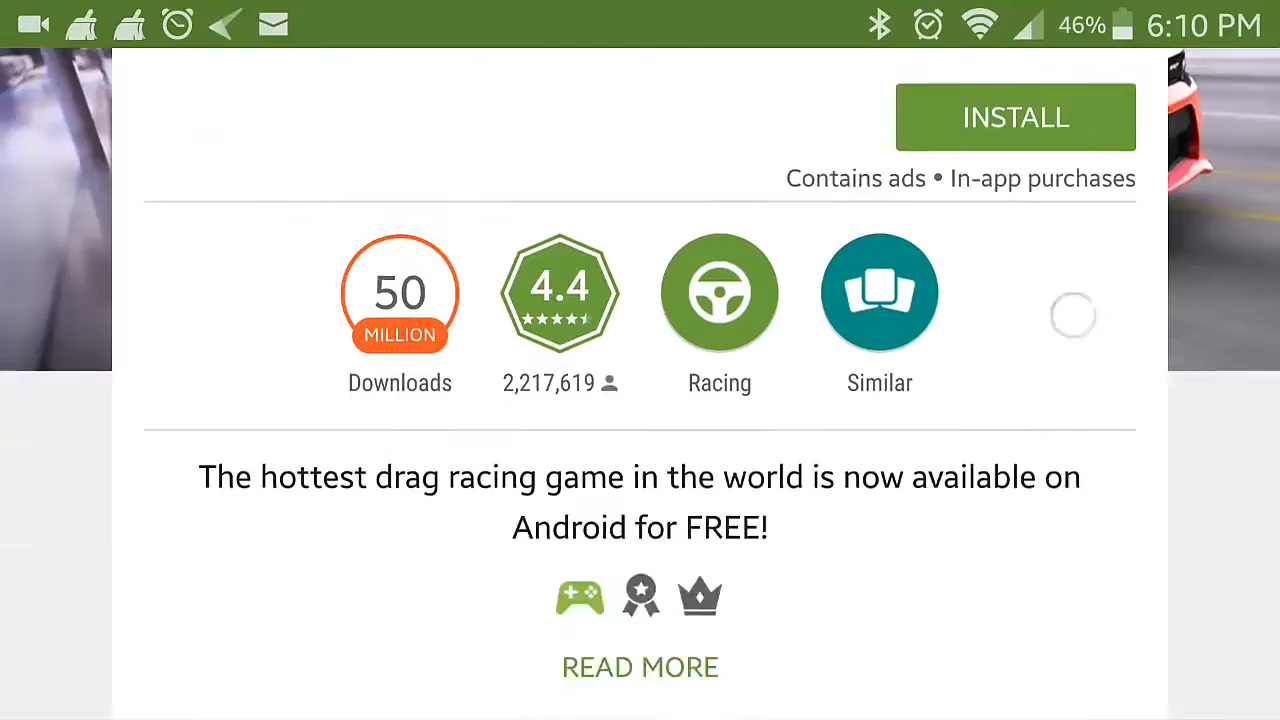 46% 6:10 PM
INSTALL
Contains ads • In-app purchases
50
MILLION
Downloads
4.4
2,217,619
Racing
Similar
The hottest drag racing game in the world is now available on
Android for FREE!
READ MORE